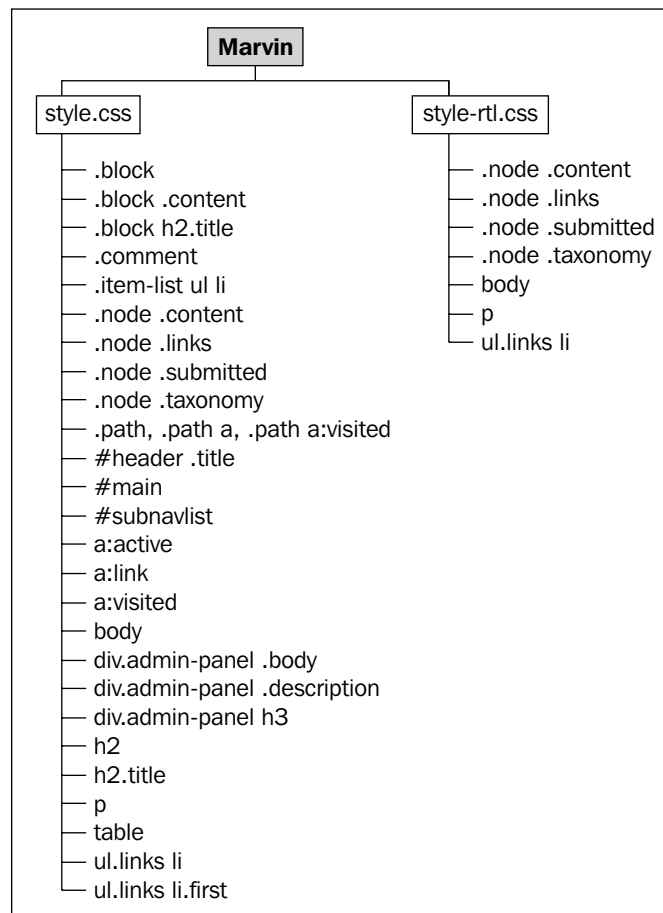 Marvin
style.css
.block
.block .content
.block h2.title
.comment
.item-list ul li
.node .content
.node .links
.node .submitted
.node .taxonomy
.path, .path a, .path a:visited
#header .title
#main
#subnavlist
a:active
a:link
a:visited
body
div.admin-panel .body
div.admin-panel .description
div.admin-panel h3
h2
h2.title
p
table
ul.links li
ul.links li.first
style-rtl.css
.node .content
.node .links
.node .submitted
.node .taxonomy
body
p
ul.links li